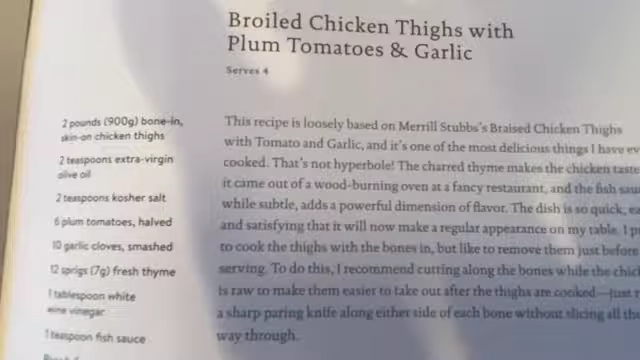 Broiled Chicken Thighs with
Plum Tomatoes & Garlic
Serves 4
2 pounds (900g) bone-in,
skin-on chicken thighs
2 teaspoons extra-virgin
olive oil
2 teaspoons kosher salt
6 plum tomatoes, halved
10 garlic cloves, smashed
12 sprigs (7g) fresh thyme
1 tablespoon white
wine vinegar
1 teaspoon fish sauce
This recipe is loosely based on Merrill Stubbs's Braised Chicken Thighs
with Tomato and Garlic, and it's one of the most delicious things I have
cooked. That's not hyperbole! The charred thyme makes the chicken taste
it came out of a wood-burning oven at a fancy restaurant, and the fish
while subtle, adds a powerful dimension of flavor. The dish is so quick,
and satisfying that it will now make a regular appearance on my table. I
to cook the thighs with the bones in, but like to remove them just before
serving. To do this, I recommend cutting along the bones while the
is raw to make them easier to take out after the thighs are cooked—just
a sharp paring knife along either side of each bone without slicing all
way through.